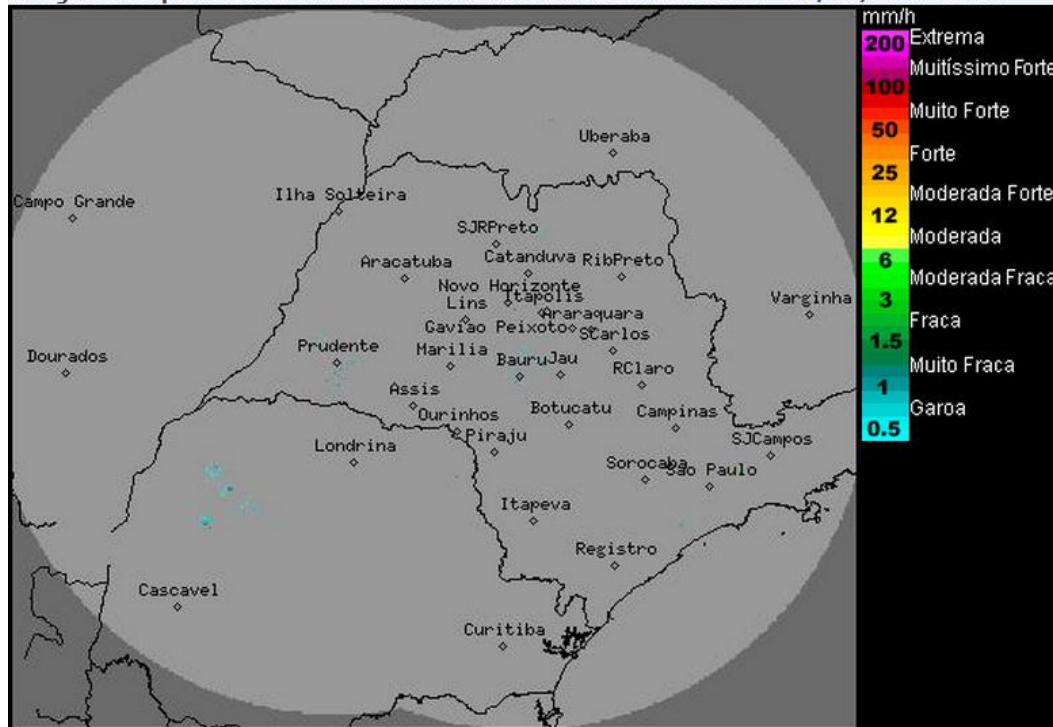 mm/h
200 Extrema
Muitíssimo Forte
100
Muito Forte
50
Forte
25
Moderada Forte
12
Moderada
6
Moderada Fraca
3
Fraca
1.5
Muito Fraca
1
Garoa
0.5
Uberaba
Campo Grande
Ilha Solteira
SJRPreto
Catanduva
RibPreto
Aracatuba
Novo Horizonte
Itapolis
Lins
Araraquara
Gaviao Peixoto
SCarlos
Varginha
Dourados
Prudente
Marilia
Bauru
Jau
RClaro
Assis
Ourinhos
Botucatu
Campinas
Piraju
Londrina
SJCampos
Sorocaba
Sao Paulo
Itapeva
Registro
Cascavel
Curitiba